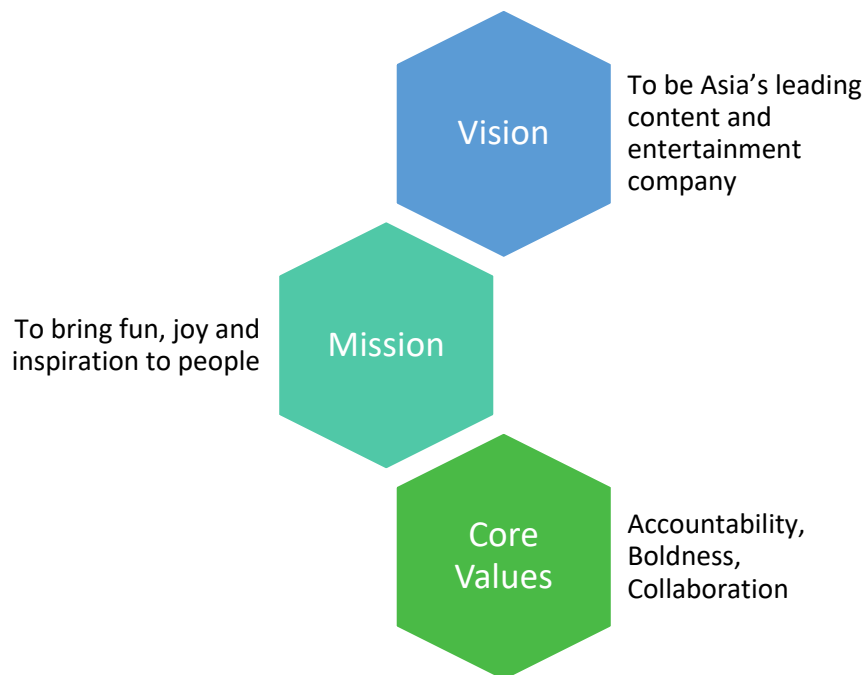 Vision
To be Asia’s leading
content and
entertainment
company
To bring fun, joy and
inspiration to people
Mission
Core
Values
Accountability,
Boldness,
Collaboration